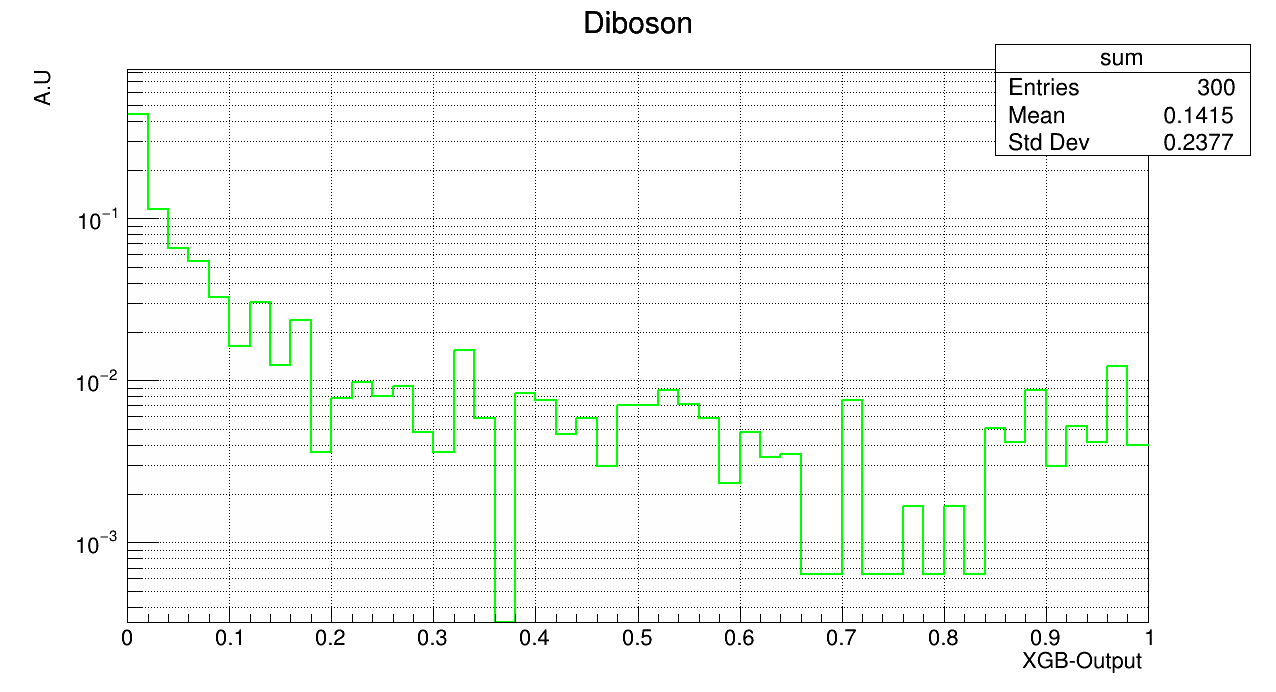 Diboson
A.U
sum
Entries 300
Mean 0.1415
Std Dev 0.2377
10−1
10−2
10−3
0 0.1 0.2 0.3 0.4 0.5 0.6 0.7 0.8 0.9 1
XGB-Output